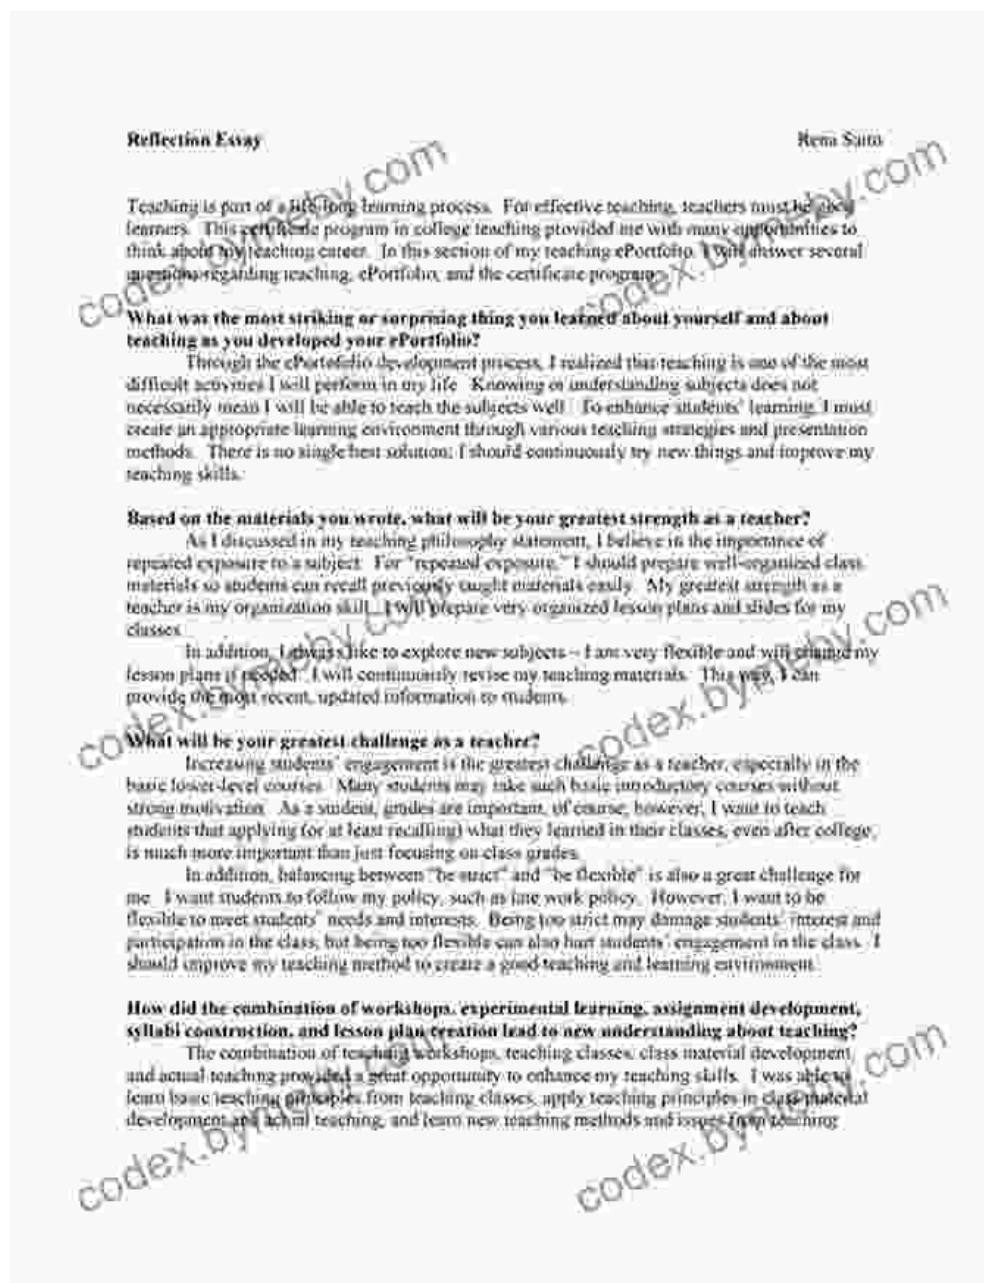 Reflection Essay Rena Saito
Teaching is part of a life-long learning process. For effective teaching, teachers must be good
learners. This certificate program in college teaching provided me with many opportunities to
think about my teaching career. In this section of my teaching ePortfolio, I will answer several
questions regarding teaching, ePortfolio, and the certificate program.
What was the most striking or surprising thing you learned about yourself and about
teaching as you developed your ePortfolio?
Through the ePortofolio development process, I realized that teaching is one of the most
difficult activities I will perform in my life. Knowing or understanding subjects does not
necessarily mean I will be able to teach the subjects well. To enhance students' learning, I must
create an appropriate learning environment through various teaching strategies and presentation
methods. There is no single best solution; I should continuously try new things and improve my
teaching skills.
Based on the materials you wrote, what will be your greatest strength as a teacher?
As I discussed in my teaching philosophy statement, I believe in the importance of
repeated exposure to a subject. For "repeated exposure," I should prepare well-organized class
materials so students can recall previously taught materials easily. My greatest strength as a
teacher is my organization skill. I will prepare very organized lesson plans and slides for my
classes.
In addition, I always like to explore new subjects – I am very flexible and will change my
lesson plans if needed. I will continuously revise my teaching materials. This way, I can
provide the most recent, updated information to students.
What will be your greatest challenge as a teacher?
Increasing students' engagement is the greatest challenge as a teacher, especially in the
basic lower-level courses. Many students may take such basic introductory courses without
strong motivation. As a student, grades are important, of course; however, I want to teach
students that applying (or at least recalling) what they learned in their classes, even after college,
is much more important than just focusing on class grades.
In addition, balancing between "be strict" and "be flexible" is also a great challenge for
me. I want students to follow my policy, such as late work policy. However, I want to be
flexible to meet students' needs and interests. Being too strict may damage students' interest and
participation in the class, but being too flexible can also hurt students' engagement in the class. I
should improve my teaching method to create a good teaching and learning environment.
How did the combination of workshops, experimental learning, assignment development,
syllabi construction, and lesson plan creation lead to new understanding about teaching?
The combination of teaching workshops, teaching classes, class material development,
and actual teaching provided a great opportunity to enhance my teaching skills. I was able to
learn basic teaching principles from teaching classes, apply teaching principles in class material
development and actual teaching, and learn new teaching methods and issues from teaching
codex.bymeby.com
codex.bymeby.com
codex.bymeby.com
codex.bymeby.com
codex.bymeby.com
codex.bymeby.com